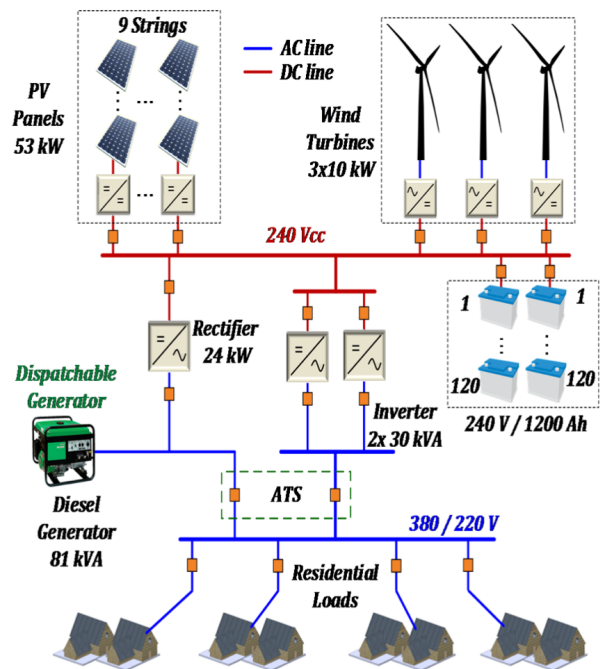 9 Strings
AC line
DC line
PV
Panels
53 kW
Wind
Turbines
3x10 kW
240 Vcc
1
1
Rectifier
24 kW
120
120
240 V / 1200 Ah
Dispatchable
Generator
Inverter
2x 30 kVA
Diesel
Generator
81 kVA
ATS
380 / 220 V
Residential
Loads